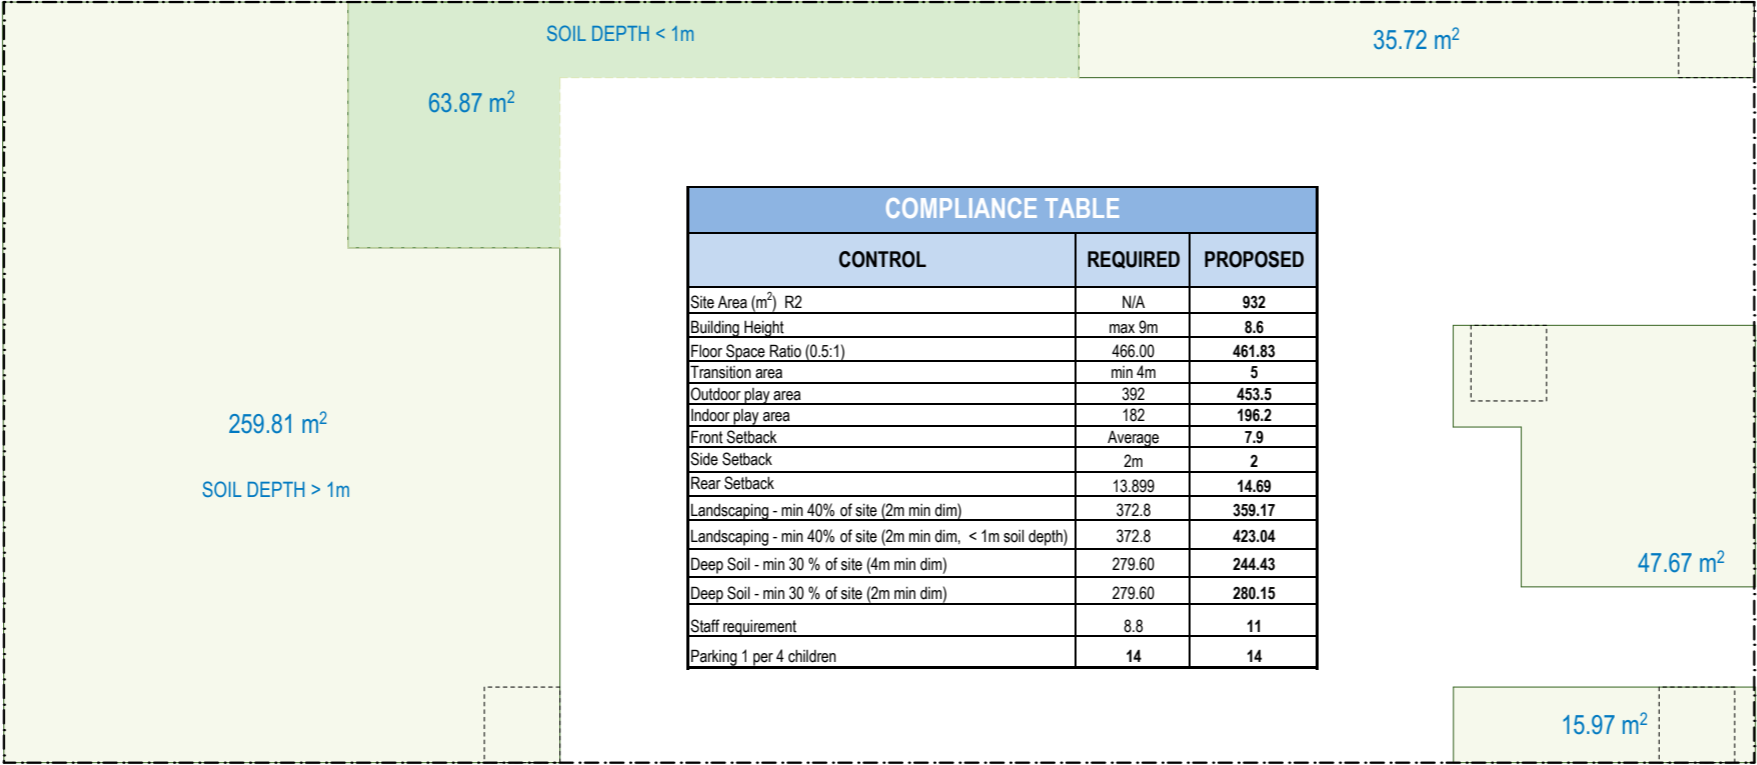 SOIL DEPTH < 1m
35.72 m²
63.87 m²
COMPLIANCE TABLE
CONTROL REQUIRED PROPOSED
Site Area (m²) R2 N/A 932
Building Height max 9m 8.6
Floor Space Ratio (0.5:1) 466.00 461.83
Transition area min 4m 5
Outdoor play area 392 453.5
Indoor play area 182 196.2
Front Setback Average 7.9
Side Setback 2m 2
Rear Setback 13.899 14.69
Landscaping - min 40% of site (2m min dim) 372.8 359.17
Landscaping - min 40% of site (2m min dim, < 1m soil depth) 372.8 423.04
Deep Soil - min 30 % of site (4m min dim) 279.60 244.43
Deep Soil - min 30 % of site (2m min dim) 279.60 280.15
Staff requirement 8.8 11
Parking 1 per 4 children 14 14
259.81 m²
SOIL DEPTH > 1m
47.67 m²
15.97 m²